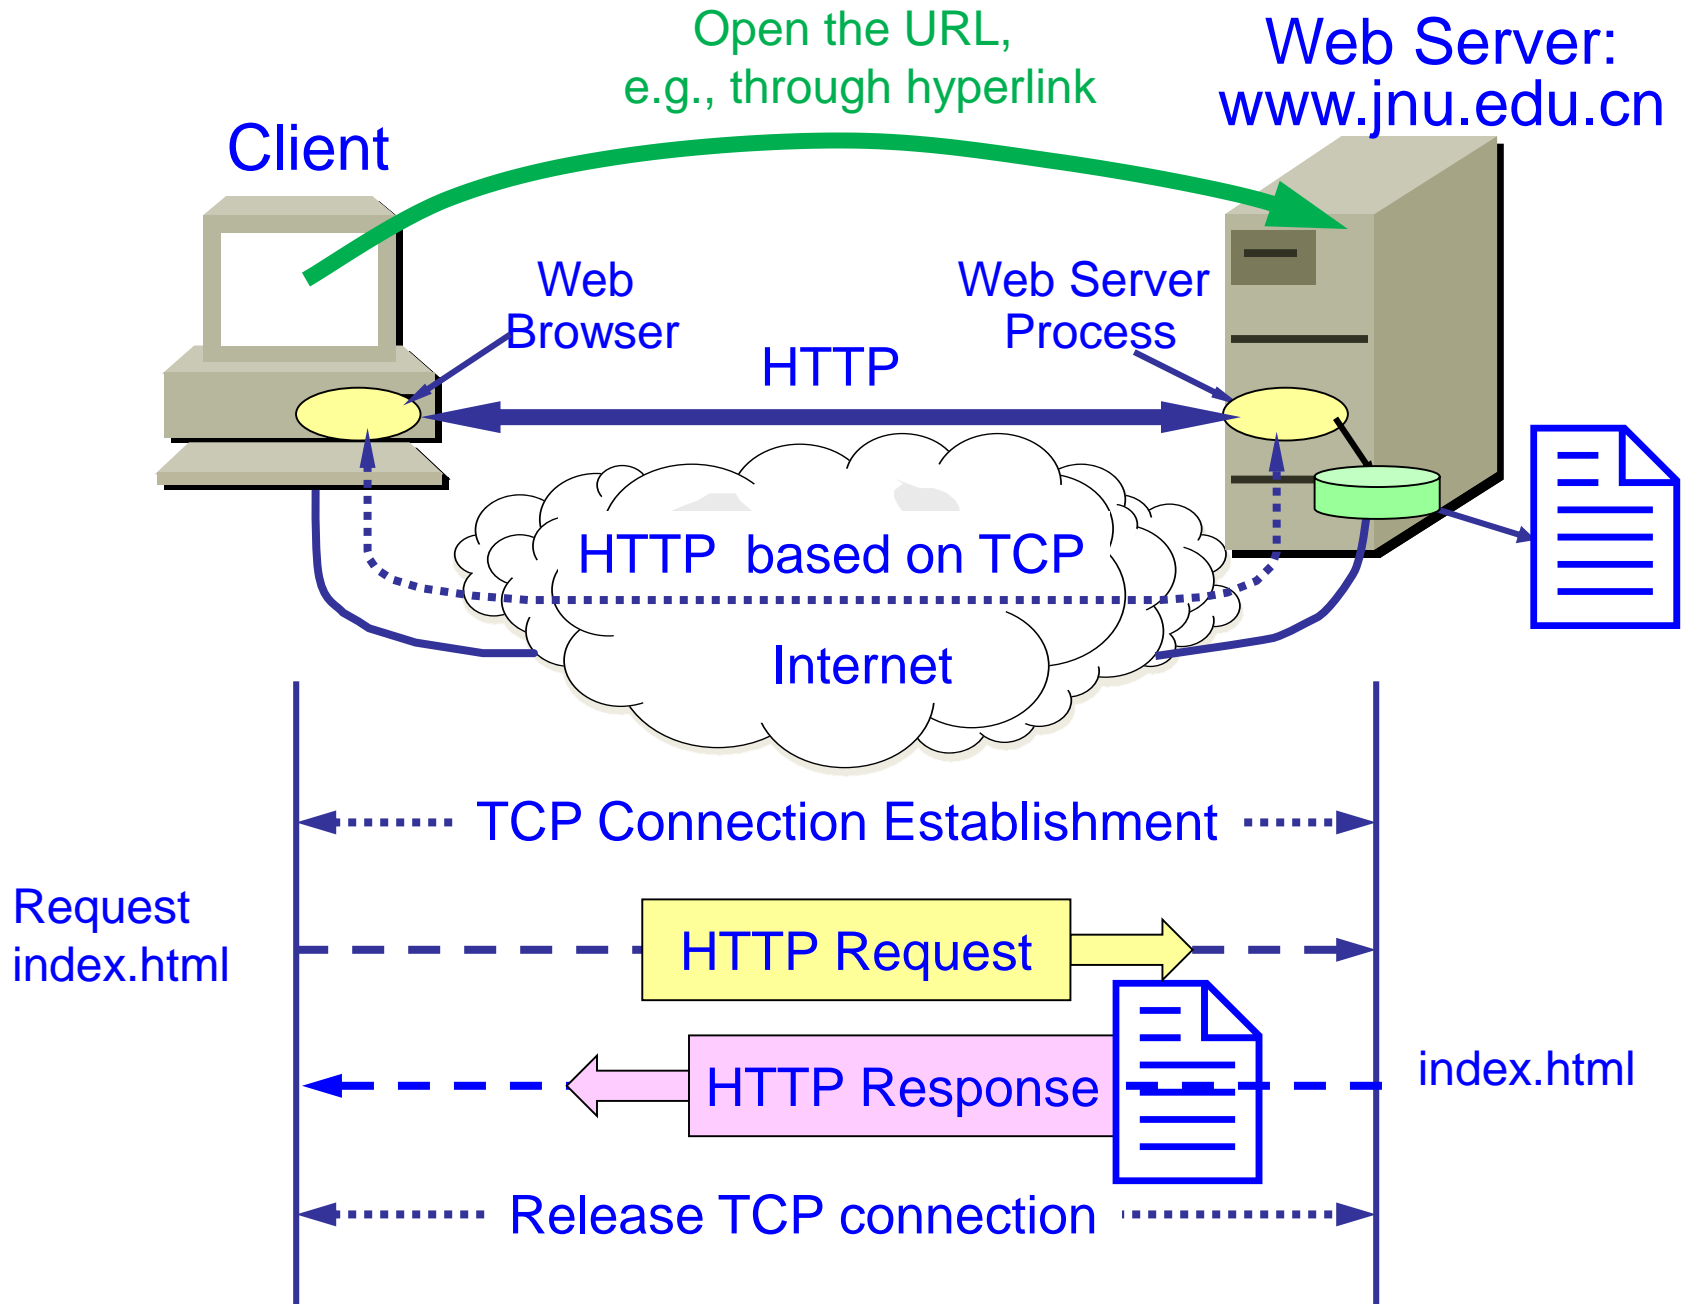 Open the URL,
e.g., through hyperlink
Web Server:
www.jnu.edu.cn
Client
Web
Browser
Web Server
Process
HTTP
HTTP based on TCP
Internet
TCP Connection Establishment
Request
index.html
HTTP Request
HTTP Response
index.html
Release TCP connection